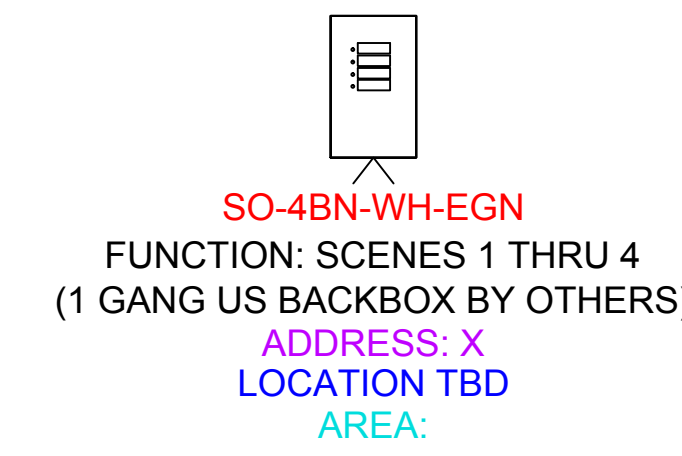 SO-4BN-WH-EGN
FUNCTION: SCENES 1 THRU 4
(1 GANG US BACKBOX BY OTHERS)
ADDRESS: X
LOCATION TBD
AREA: